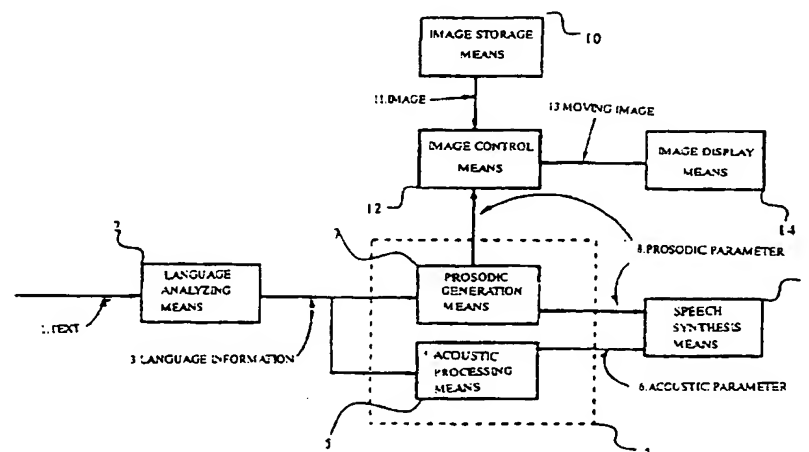 IMAGE STORAGE
MEANS
10
11.IMAGE
13 MOVING IMAGE
IMAGE CONTROL
MEANS
IMAGE DISPLAY
MEANS
12
14
2
7
8.PROSODIC PARAMETER
LANGUAGE
ANALYZING
MEANS
PROSODIC
GENERATION
MEANS
SPEECH
SYNTHESIS
MEANS
1.TEXT
3 LANGUAGE INFORMATION
ACOUSTIC
PROCESSING
MEANS
6.ACOUSTIC PARAMETER
5